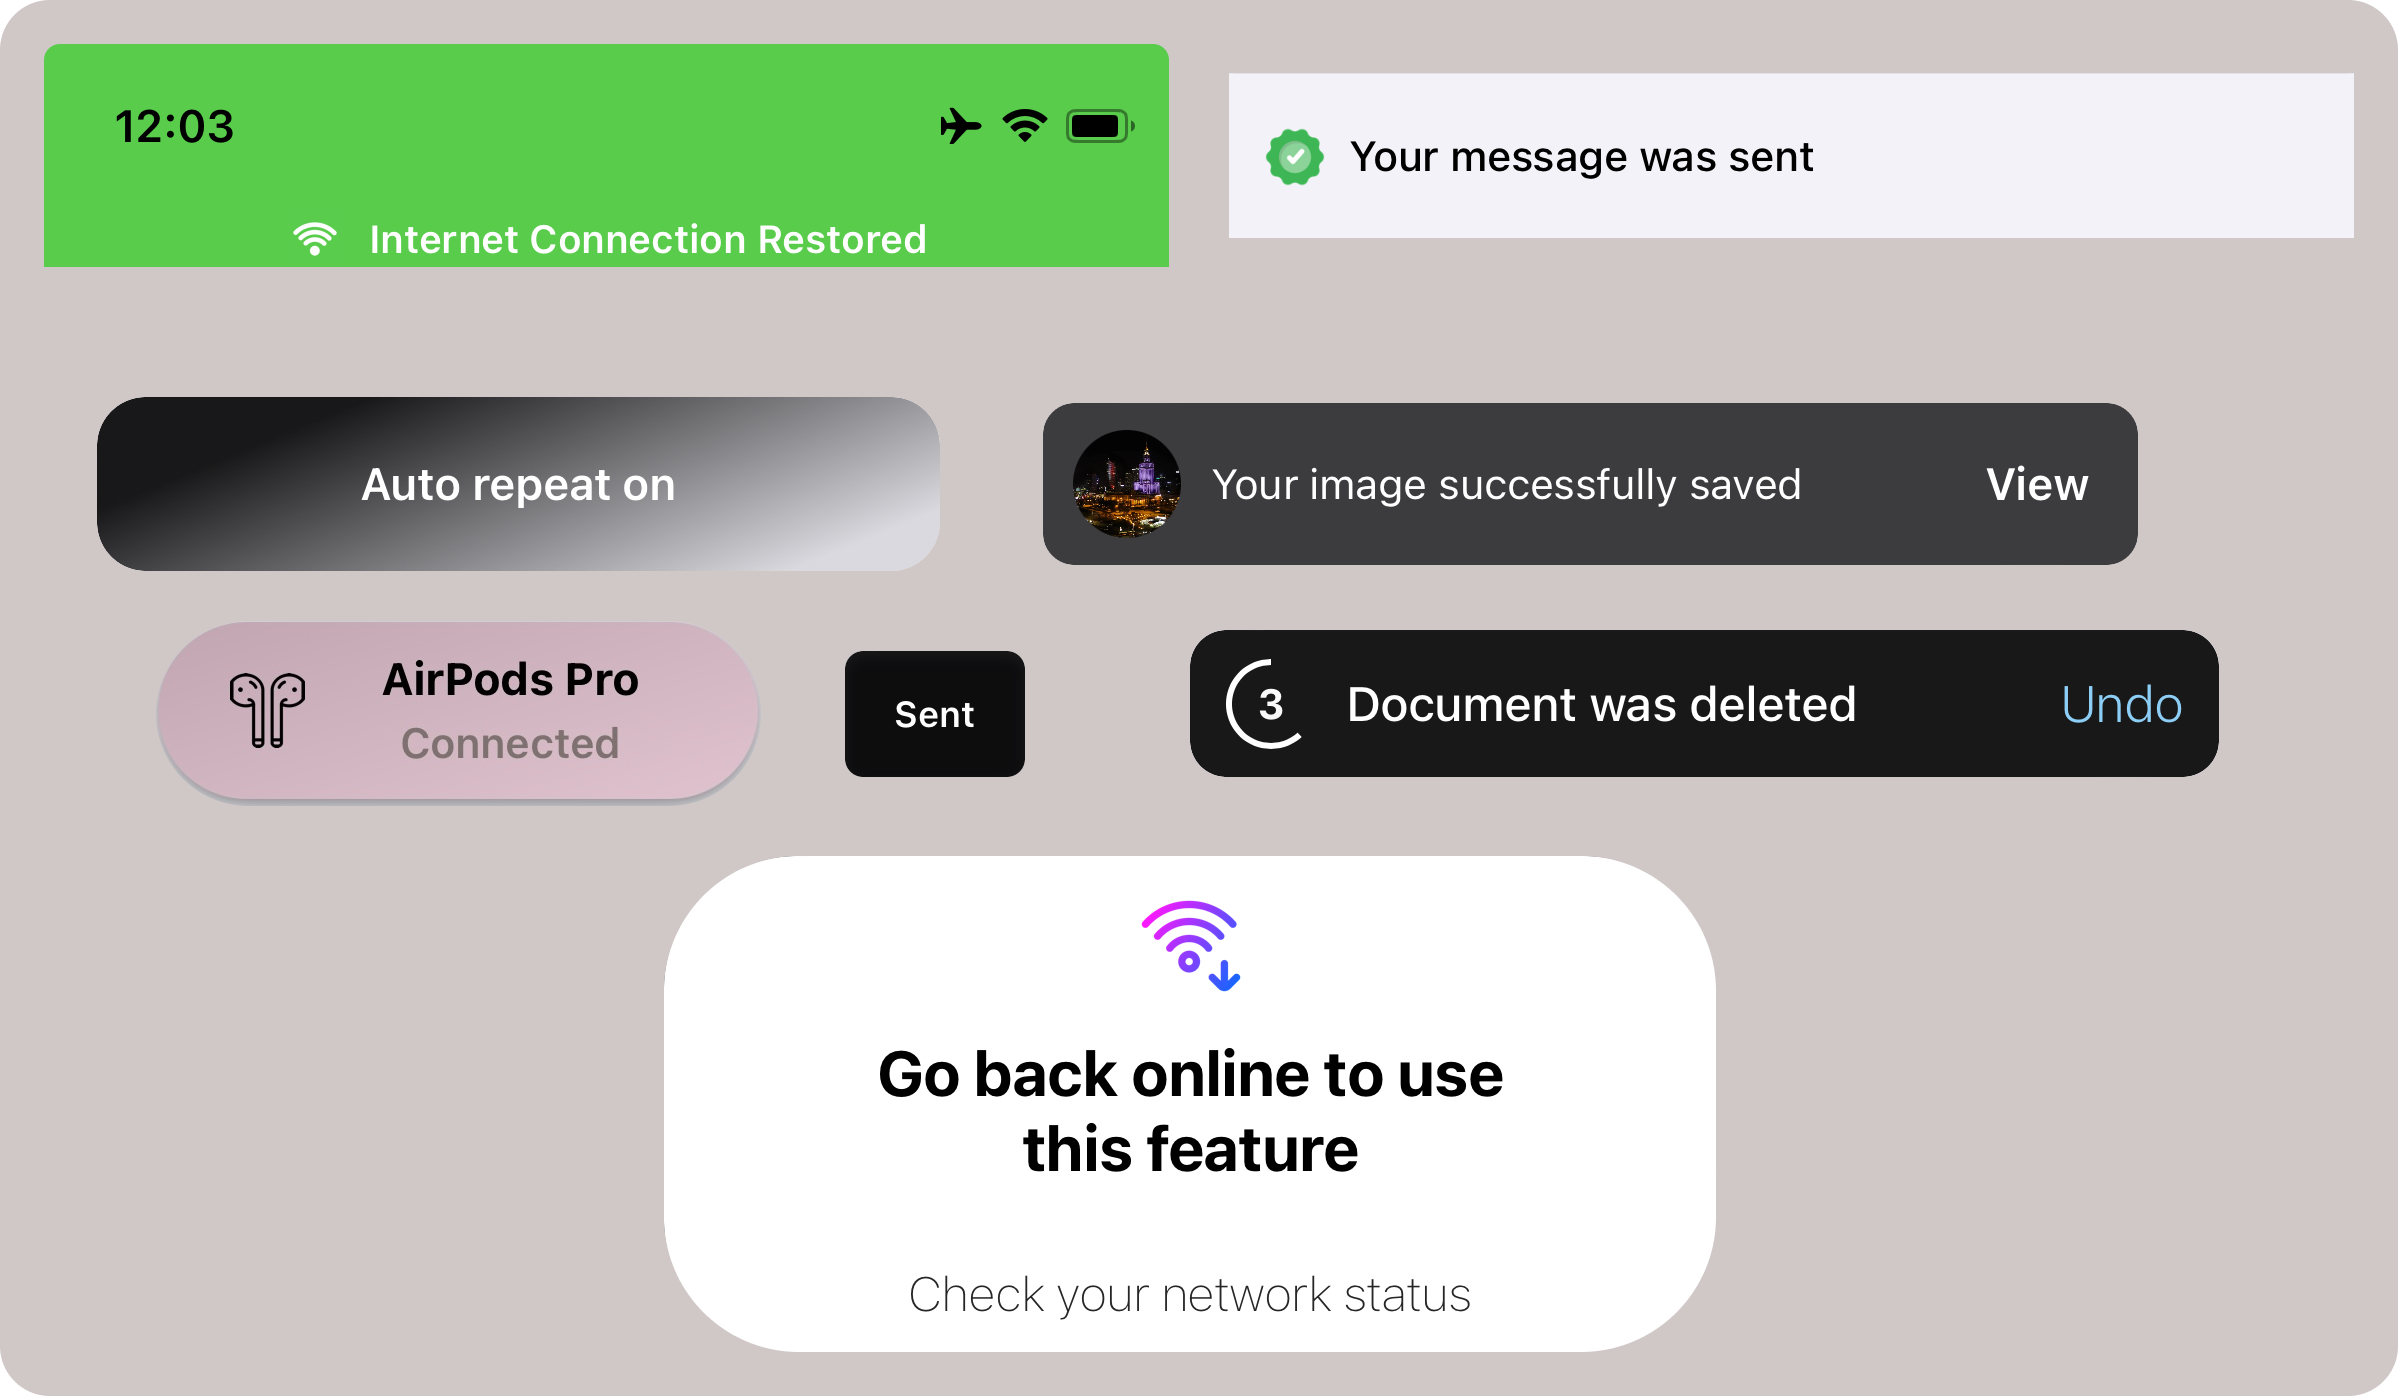 12:03
Internet Connection Restored
Your message was sent
Auto repeat on
Your image successfully saved
View
AirPods Pro
Connected
Sent
3
Document was deleted
Undo
Go back online to use
this feature
Check your network status